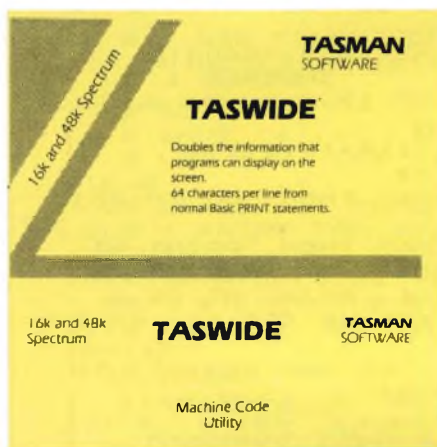 16k and 48k Spectrum
TASMAN
SOFTWARE
TASWIDE
Doubles the information that
programs can display on the
screen.
64 characters per line from
normal Basic PRINT statements.
16k and 48k
Spectrum
TASWIDE
TASMAN
SOFTWARE
Machine Code
Utility